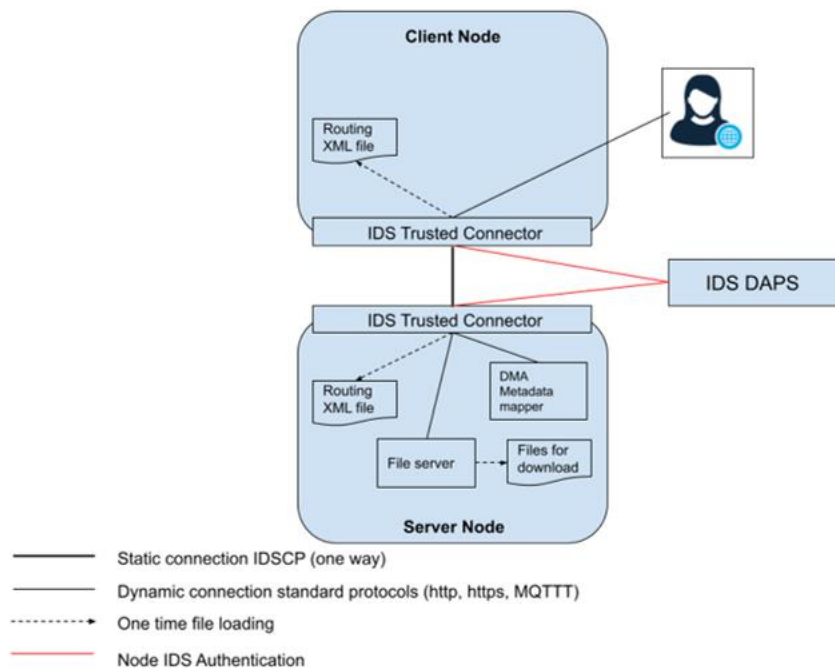 Client Node
Routing
XML file
IDS Trusted Connector
IDS DAPS
IDS Trusted Connector
DMA
Metadata
mapper
Routing
XML file
File server
Files for
download
Server Node
Static connection IDSCP (one way)
Dynamic connection standard protocols (http, https, MQTTT)
One time file loading
Node IDS Authentication